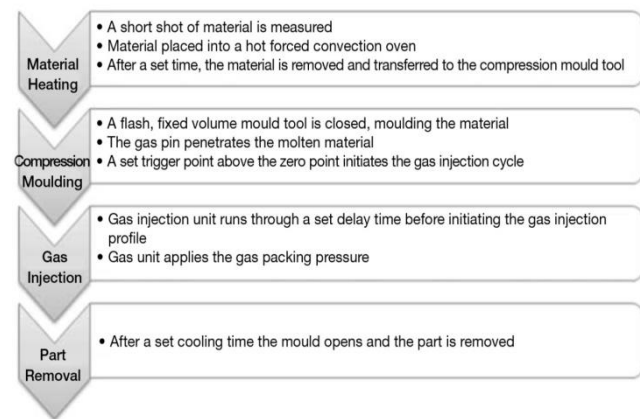 Material
Heating
• A short shot of material is measured
• Material placed into a hot forced convection oven
• After a set time, the material is removed and transferred to the compression mould tool
Compression
Moulding
• A flash, fixed volume mould tool is closed, moulding the material
• The gas pin penetrates the molten material
• A set trigger point above the zero point initiates the gas injection cycle
Gas
Injection
• Gas injection unit runs through a set delay time before initiating the gas injection
profile
• Gas unit applies the gas packing pressure
Part
Removal
• After a set cooling time the mould opens and the part is removed